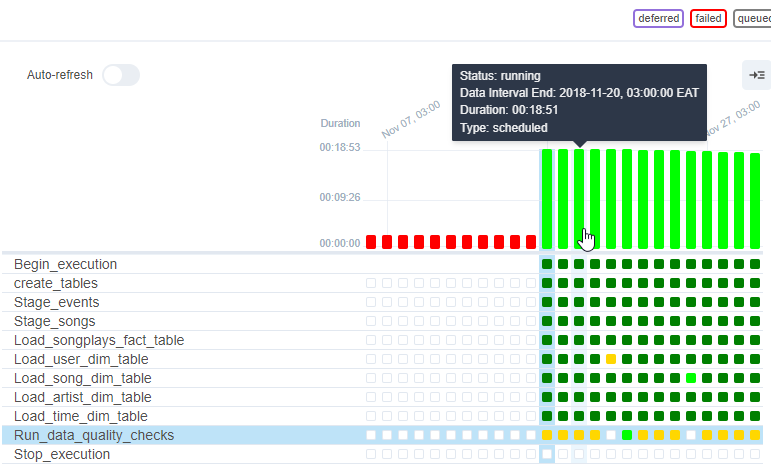 deferred failed queued
Auto-refresh
Status: running
Data Interval End: 2018-11-20, 03:00:00 EAT
Duration: 00:18:51
Type: scheduled
Nov 07, 03:00
Nov 27, 03:00
Duration
00:18:53
00:09:26
00:00:00
Begin_execution
create_tables
Stage_events
Stage_songs
Load_songplays_fact_table
Load_user_dim_table
Load_song_dim_table
Load_artist_dim_table
Load_time_dim_table
Run_data_quality_checks
Stop_execution